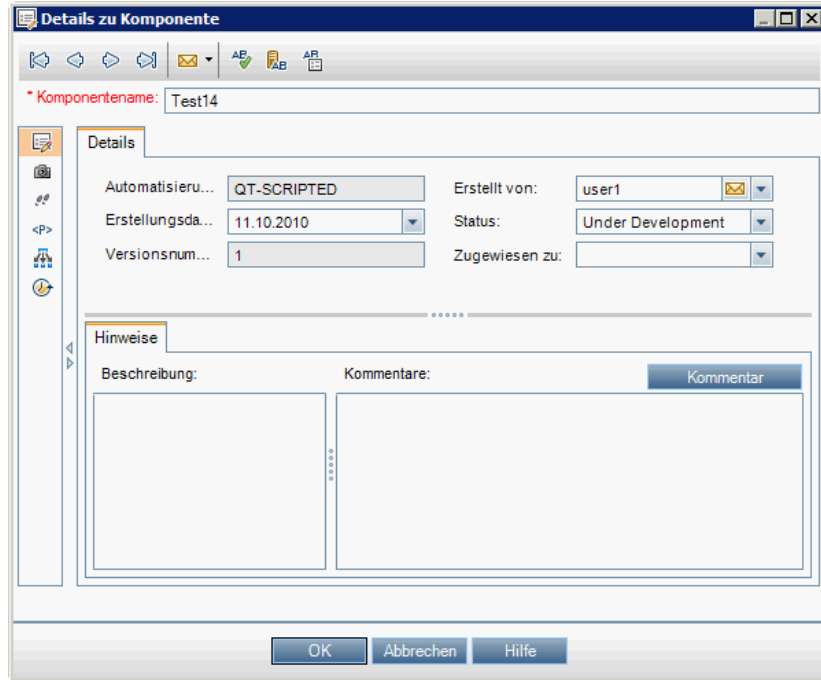 Details zu Komponente
* Komponentename: Test14
Details
Automatisieru... QT-SCRIPTED Erstellt von: user1
Erstellungsda... 11.10.2010 Status: Under Development
Versionsnum... 1 Zugewiesen zu:
<P>
Hinweise
Beschreibung: Kommentare: Kommentar
OK Abbrechen Hilfe